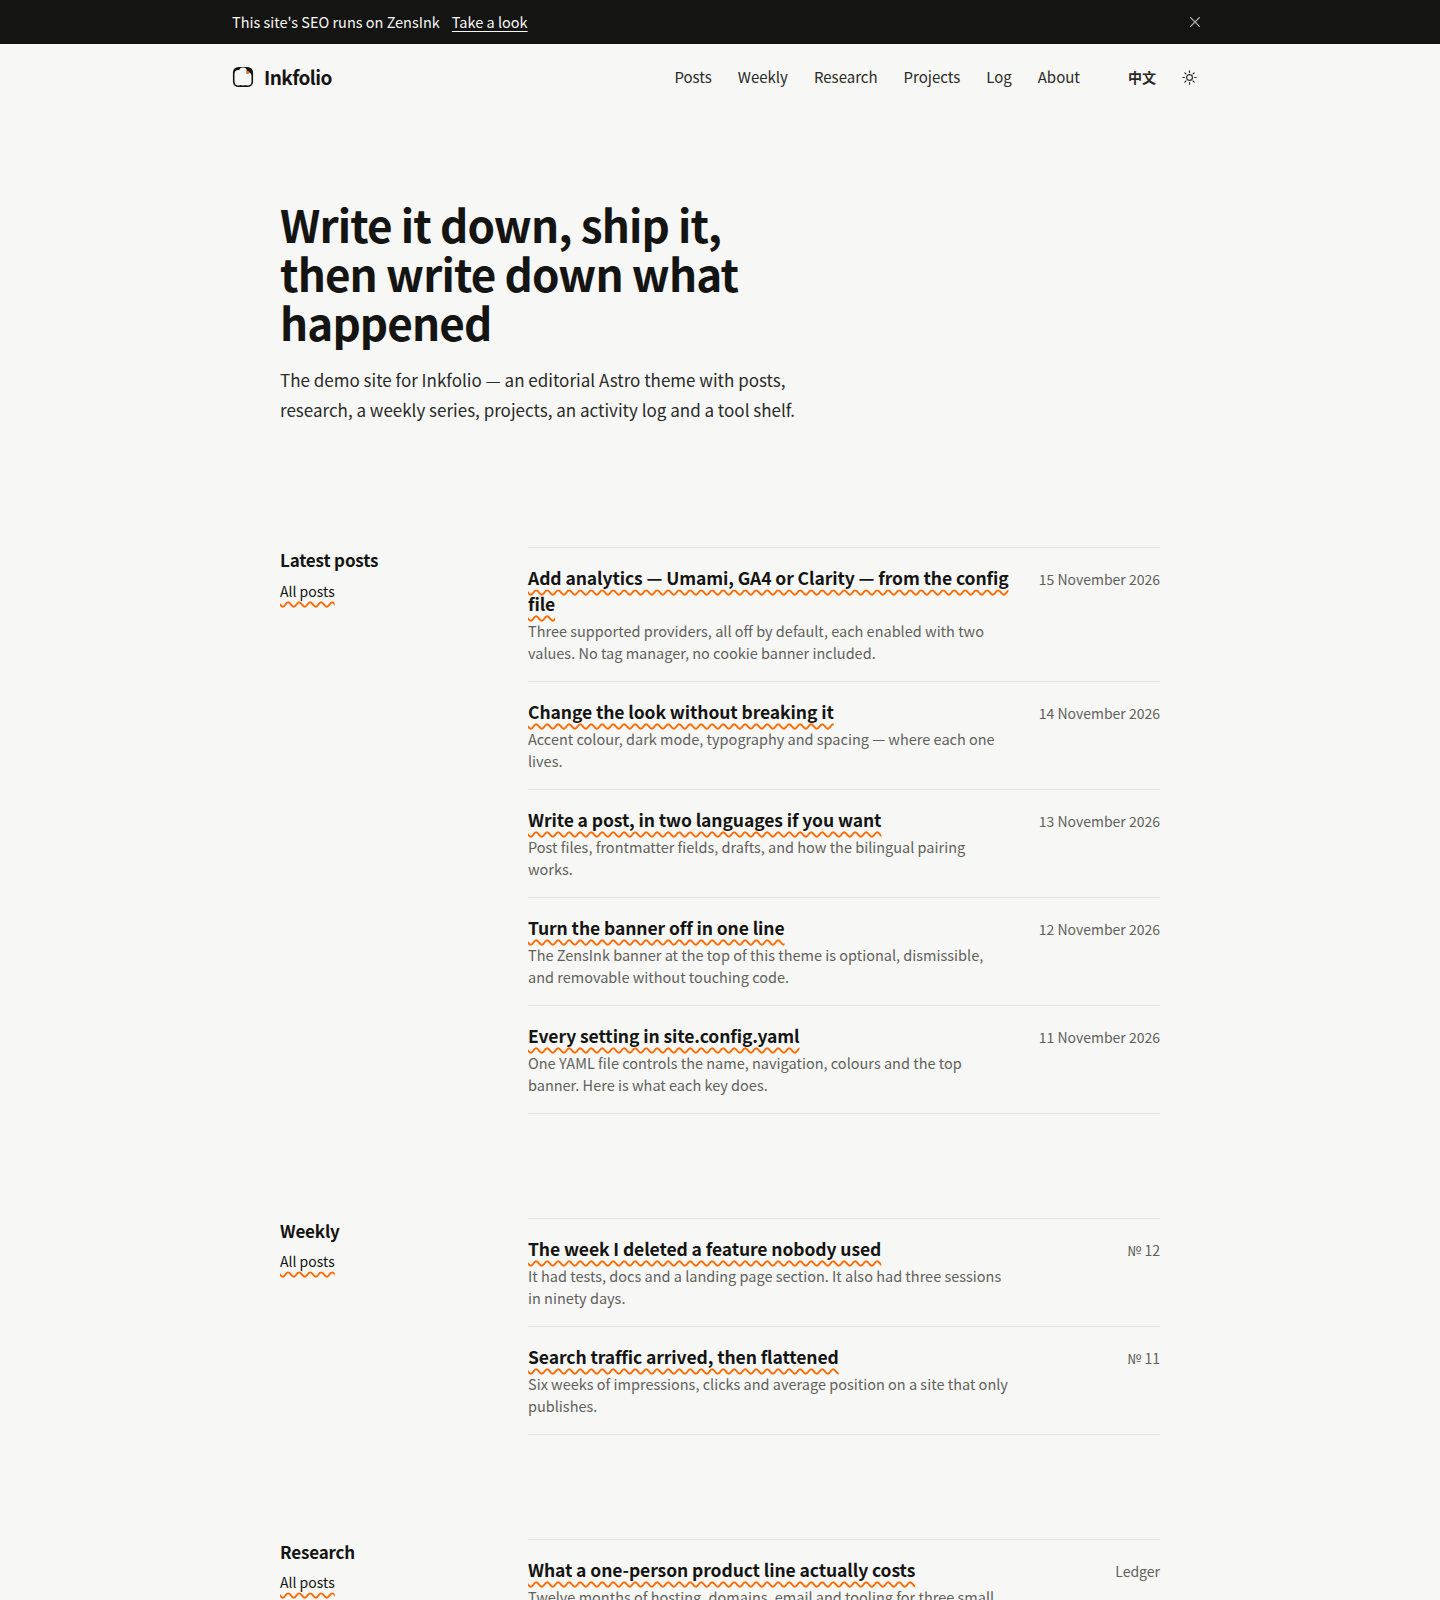 This site's SEO runs on ZensInk Take a look
Inkfolio
Posts Weekly Research Projects Log About 中文
Write it down, ship it,
then write down what
happened
The demo site for Inkfolio — an editorial Astro theme with posts,
research, a weekly series, projects, an activity log and a tool shelf.
Latest posts
All posts
Add analytics — Umami, GA4 or Clarity — from the config
file
15 November 2026
Three supported providers, all off by default, each enabled with two
values. No tag manager, no cookie banner included.
Change the look without breaking it
14 November 2026
Accent colour, dark mode, typography and spacing — where each one
lives.
Write a post, in two languages if you want
13 November 2026
Post files, frontmatter fields, drafts, and how the bilingual pairing
works.
Turn the banner off in one line
12 November 2026
The ZensInk banner at the top of this theme is optional, dismissible,
and removable without touching code.
Every setting in site.config.yaml
11 November 2026
One YAML file controls the name, navigation, colours and the top
banner. Here is what each key does.
Weekly
All posts
The week I deleted a feature nobody used
№ 12
It had tests, docs and a landing page section. It also had three sessions
in ninety days.
Search traffic arrived, then flattened
№ 11
Six weeks of impressions, clicks and average position on a site that only
publishes.
Research
All posts
What a one-person product line actually costs
Ledger
Twelve months of hosting, domains, email and tooling for three small